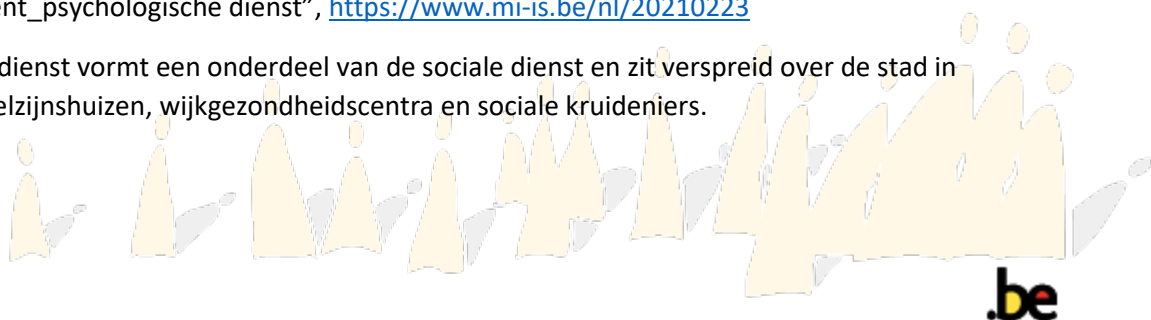 ent_psychologische dienst”, https://www.mi-is.be/nl/20210223
dienst vormt een onderdeel van de sociale dienst en zit verspreid over de stad in
elzijnshuizen, wijkgezondheidscentra en sociale kruideniers.
.be